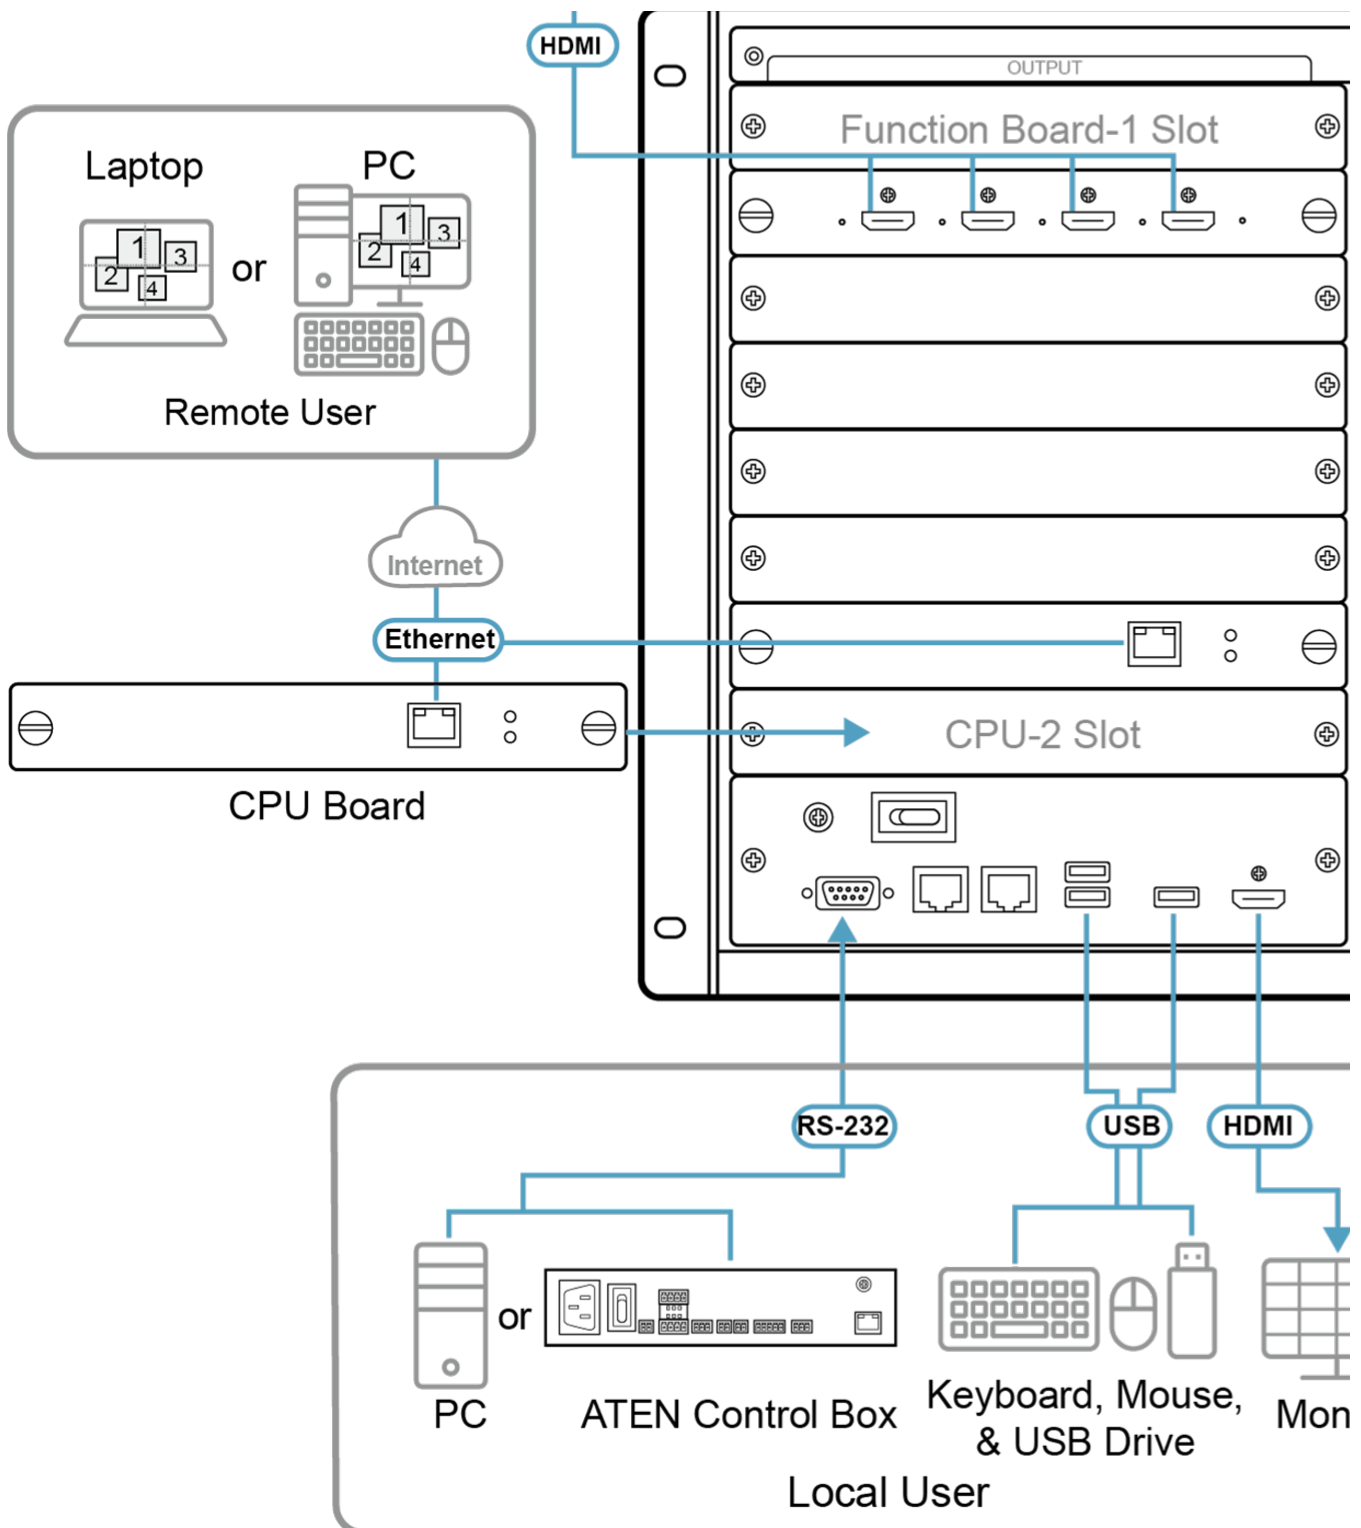 HDMI
OUTPUT
Function Board-1 Slot
Laptop
PC
1
2
3
4
or
1
2
3
4
Remote User
Internet
Ethernet
CPU-2 Slot
CPU Board
RS-232
USB
HDMI
or
PC
ATEN Control Box
Keyboard, Mouse,
& USB Drive
Mon
Local User